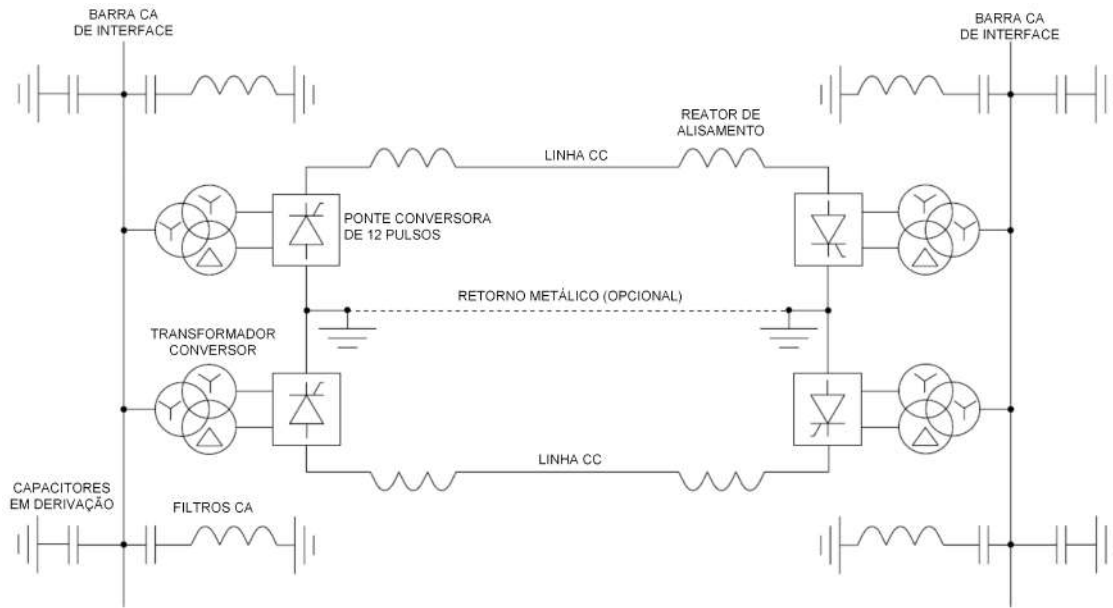 BARRA CA
DE INTERFACE
BARRA CA
DE INTERFACE
REATOR DE
ALISAMENTO
LINHA CC
PONTE CONVERSORA
DE 12 PULSOS
RETORNO METÁLICO (OPCIONAL)
TRANSFORMADOR
CONVERSOR
LINHA CC
CAPACITORES
EM DERIVAÇÃO
FILTROS CA